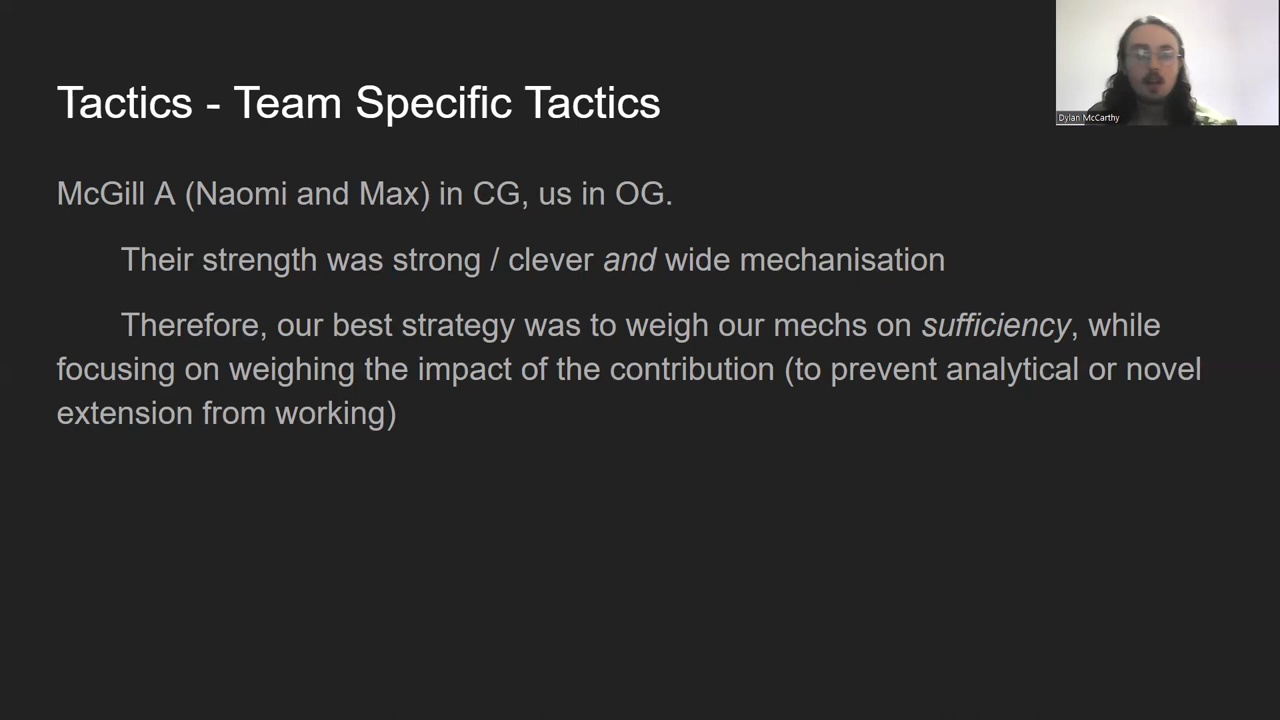 Tactics - Team Specific Tactics
Dylan McCarthy
McGill A (Naomi and Max) in CG, us in OG.
Their strength was strong / clever and wide mechanisation
Therefore, our best strategy was to weigh our mechs on sufficiency, while
focusing on weighing the impact of the contribution (to prevent analytical or novel
extension from working)